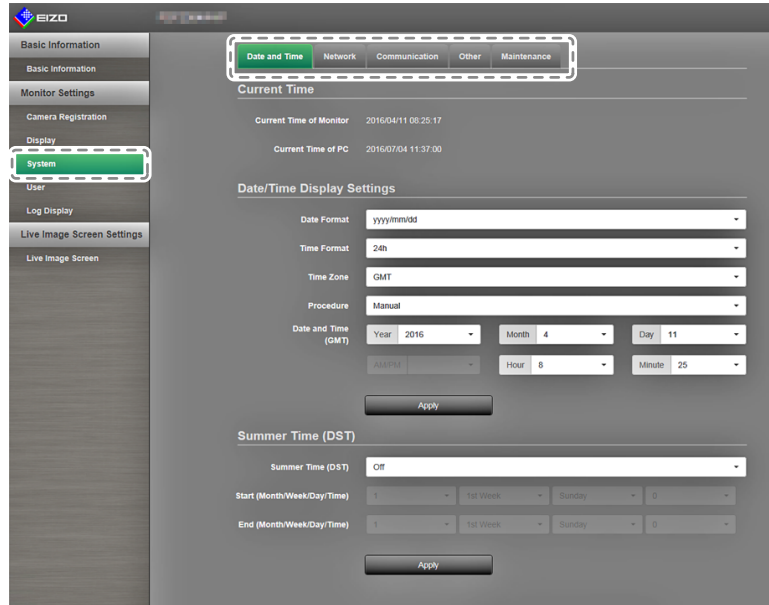 EIZO
Basic Information
Basic Information
Monitor Settings
Camera Registration
Display
System
User
Log Display
Live Image Screen Settings
Live Image Screen
Date and Time Network Communication Other Maintenance
Current Time
Current Time of Monitor 2016/04/11 08:25:17
Current Time of PC 2016/07/04 11:37:00
Date/Time Display Settings
Date Format yyyy/mm/dd
Time Format 24h
Time Zone GMT
Procedure Manual
Date and Time
(GMT) Year 2016 Month 4 Day 11
AM/PM Hour 8 Minute 25
Apply
Summer Time (DST)
Summer Time (DST) Off
Start (Month/Week/Day/Time) 1 1st Week Sunday 0
End (Month/Week/Day/Time) 1 1st Week Sunday 0
Apply